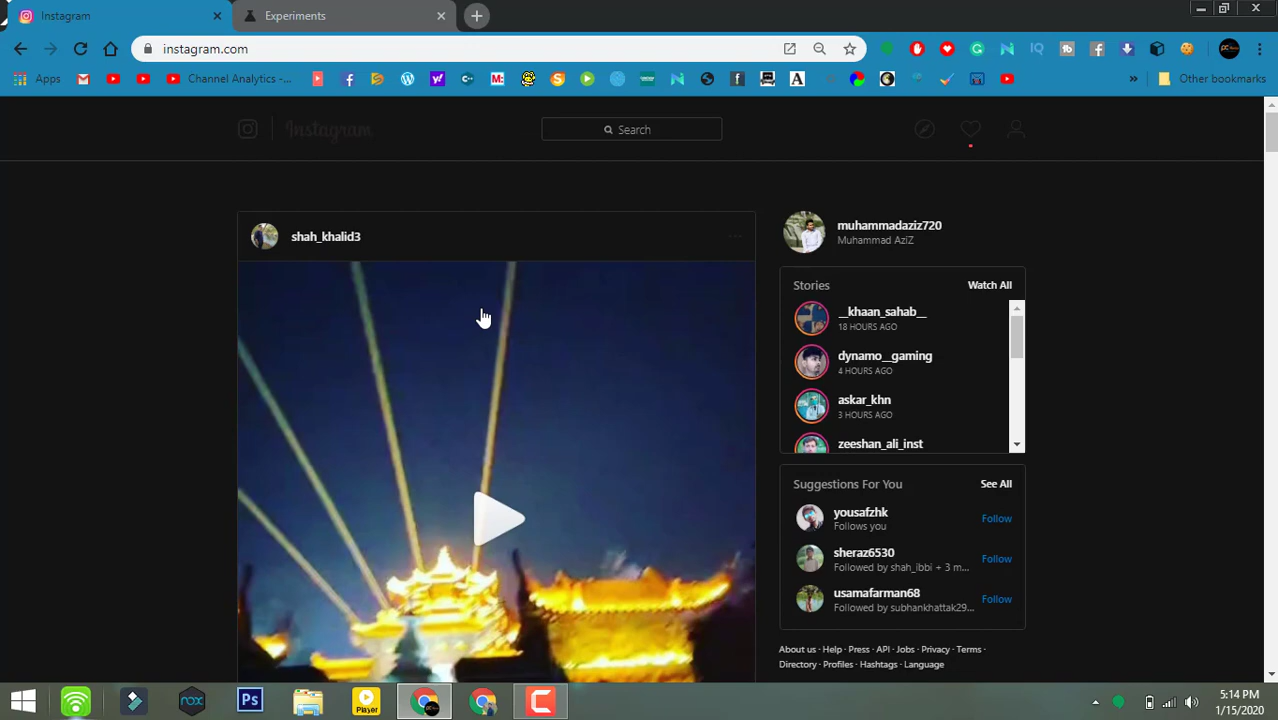 Instagram
Experiments
instagram.com
Apps
Channel Analytics -...
Other bookmarks
Instagram
Search
shah_khalid3
muhammadaziz720
Muhammad AziZ
Stories
Watch All
__khaan_sahab__
18 HOURS AGO
dynamo__gaming
4 HOURS AGO
askar_khn
3 HOURS AGO
zeeshan_ali_inst
Suggestions For You
See All
yousafzhk
Follows you
Follow
sheraz6530
Followed by shah_ibbi + 3 m...
Follow
usamafarman68
Followed by subhankhattak29...
Follow
About us · Help · Press · API · Jobs · Privacy · Terms ·
Directory · Profiles · Hashtags · Language
nox
Ps
Player
5:14 PM
1/15/2020